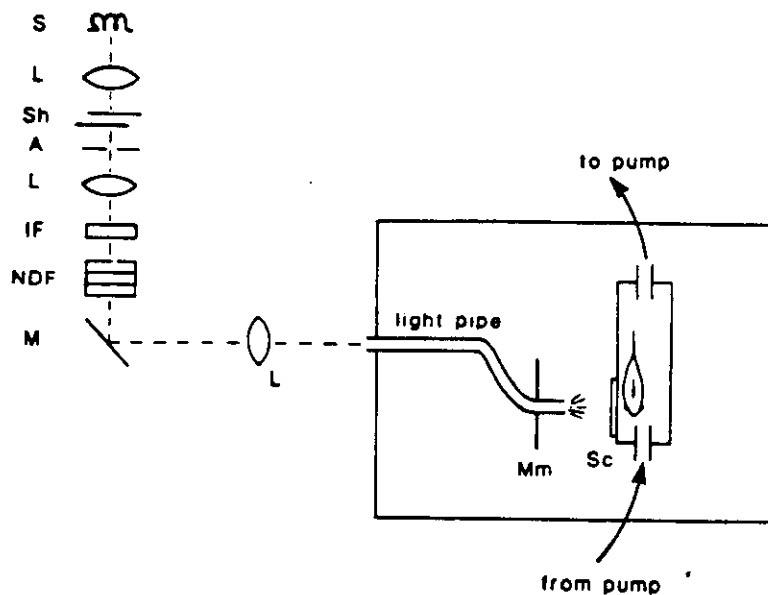 S
L
Sh
A
L
IF
NDF
M
L
to pump
light pipe
Mm
Sc
from pump